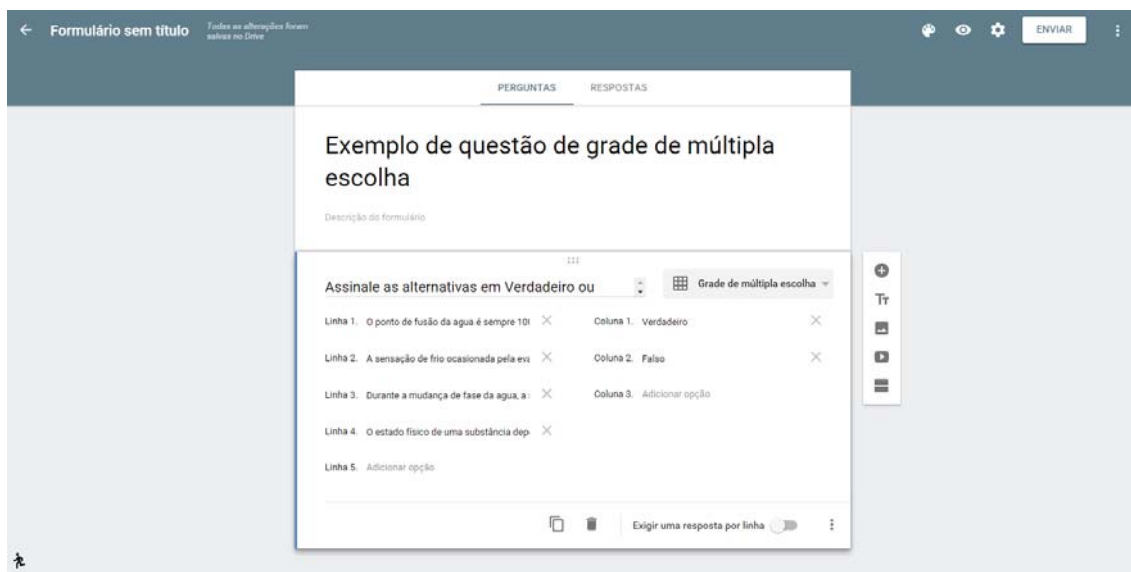 Formulário sem título
Todas as alterações foram
salvas no Drive
ENVIAR
PERGUNTAS RESPOSTAS
Exemplo de questão de grade de múltipla
escolha
Descrição do formulário
Assinale as alternativas em Verdadeiro ou
Grade de múltipla escolha
Linha 1. O ponto de fusão da agua é sempre 10 Coluna 1. Verdadeiro
Linha 2. A sensação de frio ocasionada pela eva Coluna 2. Falso
Linha 3. Durante a mudança de fase da agua, a Coluna 3. Adicionar opção
Linha 4. O estado físico de uma substância dep
Linha 5. Adicionar opção
Exigir uma resposta por linha